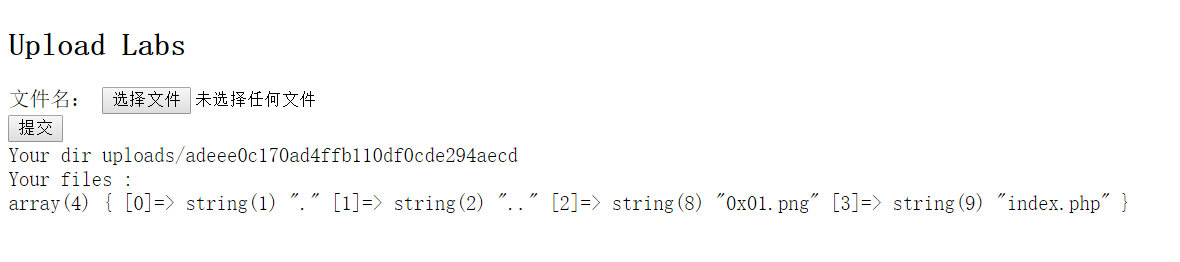 Upload Labs
文件名： 选择文件 未选择任何文件
提交
Your dir uploads/adeee0c170ad4ffb110df0cde294aecd
Your files :
array(4) { [0]=> string(1) "." [1]=> string(2) ".." [2]=> string(8) "0x01.png" [3]=> string(9) "index.php" }